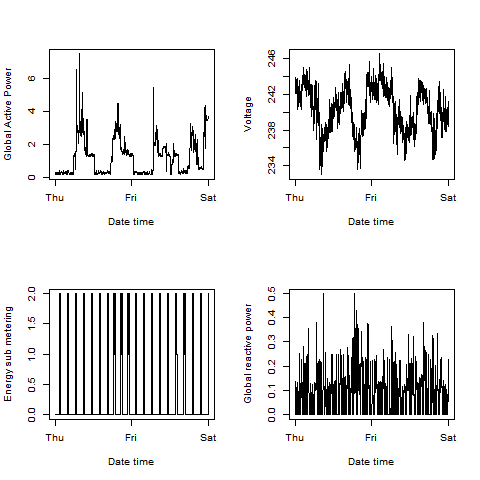 Global Active Power
0 2 4 6
Thu Fri Sat
Date time
Voltage
234 238 242 246
Thu Fri Sat
Date time
Energy sub metering
0.0 0.5 1.0 1.5 2.0
Thu Fri Sat
Date time
Global reactive power
0.0 0.1 0.2 0.3 0.4 0.5
Thu Fri Sat
Date time